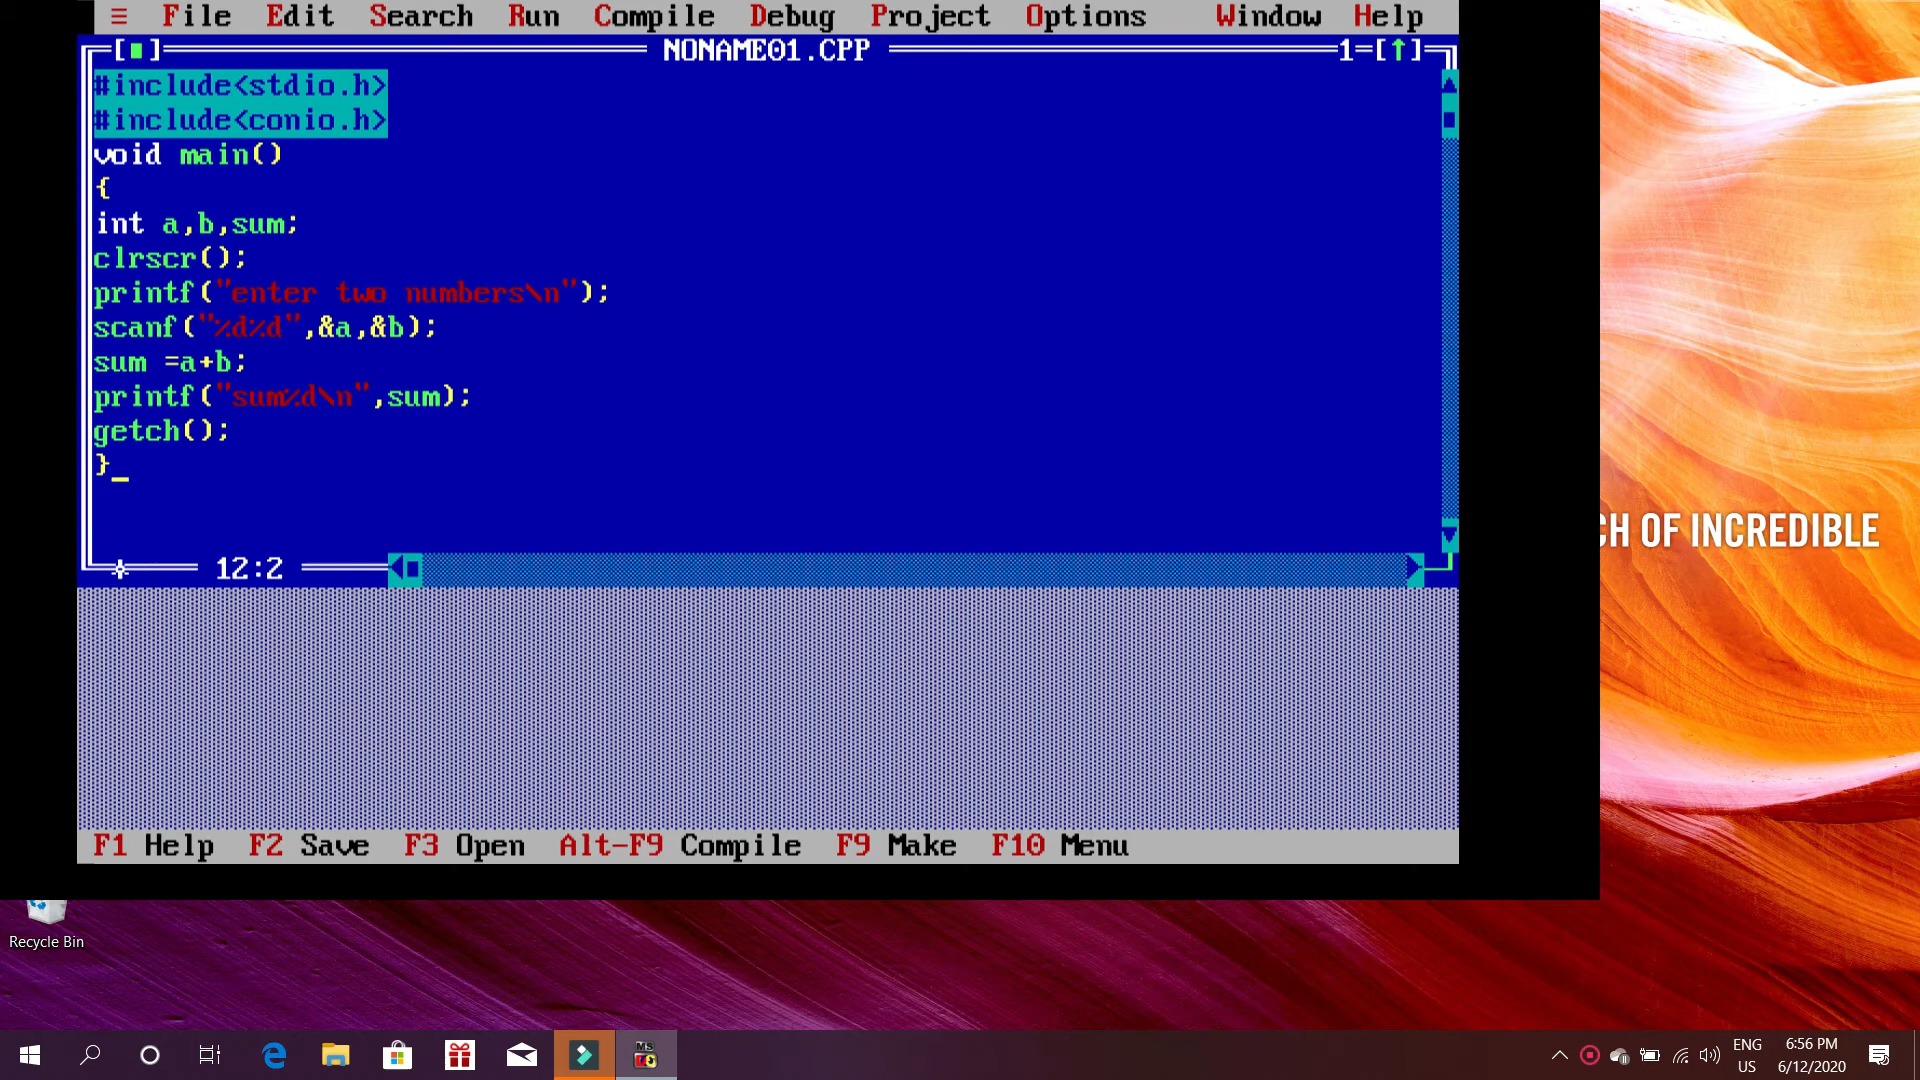 ≡ File Edit Search Run Compile Debug Project Options Window Help
[■] NONAME01.CPP 1=[↑]
#include<stdio.h>
#include<conio.h>
void main()
{
int a,b,sum;
clrscr();
printf("enter two numbers\n");
scanf("%d%d",&a,&b);
sum =a+b;
printf("sum%d\n",sum);
getch();
}
12:2
F1 Help F2 Save F3 Open Alt-F9 Compile F9 Make F10 Menu
CH OF INCREDIBLE
Recycle Bin
MS
ENG
US
6:56 PM
6/12/2020